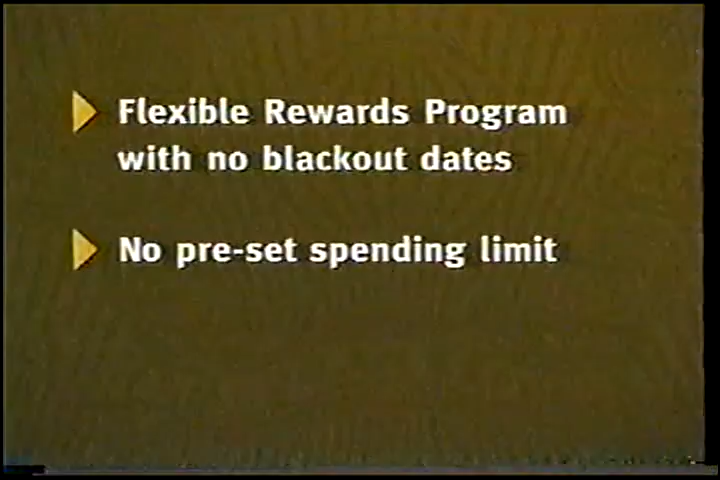 Flexible Rewards Program
with no blackout dates
No pre-set spending limit